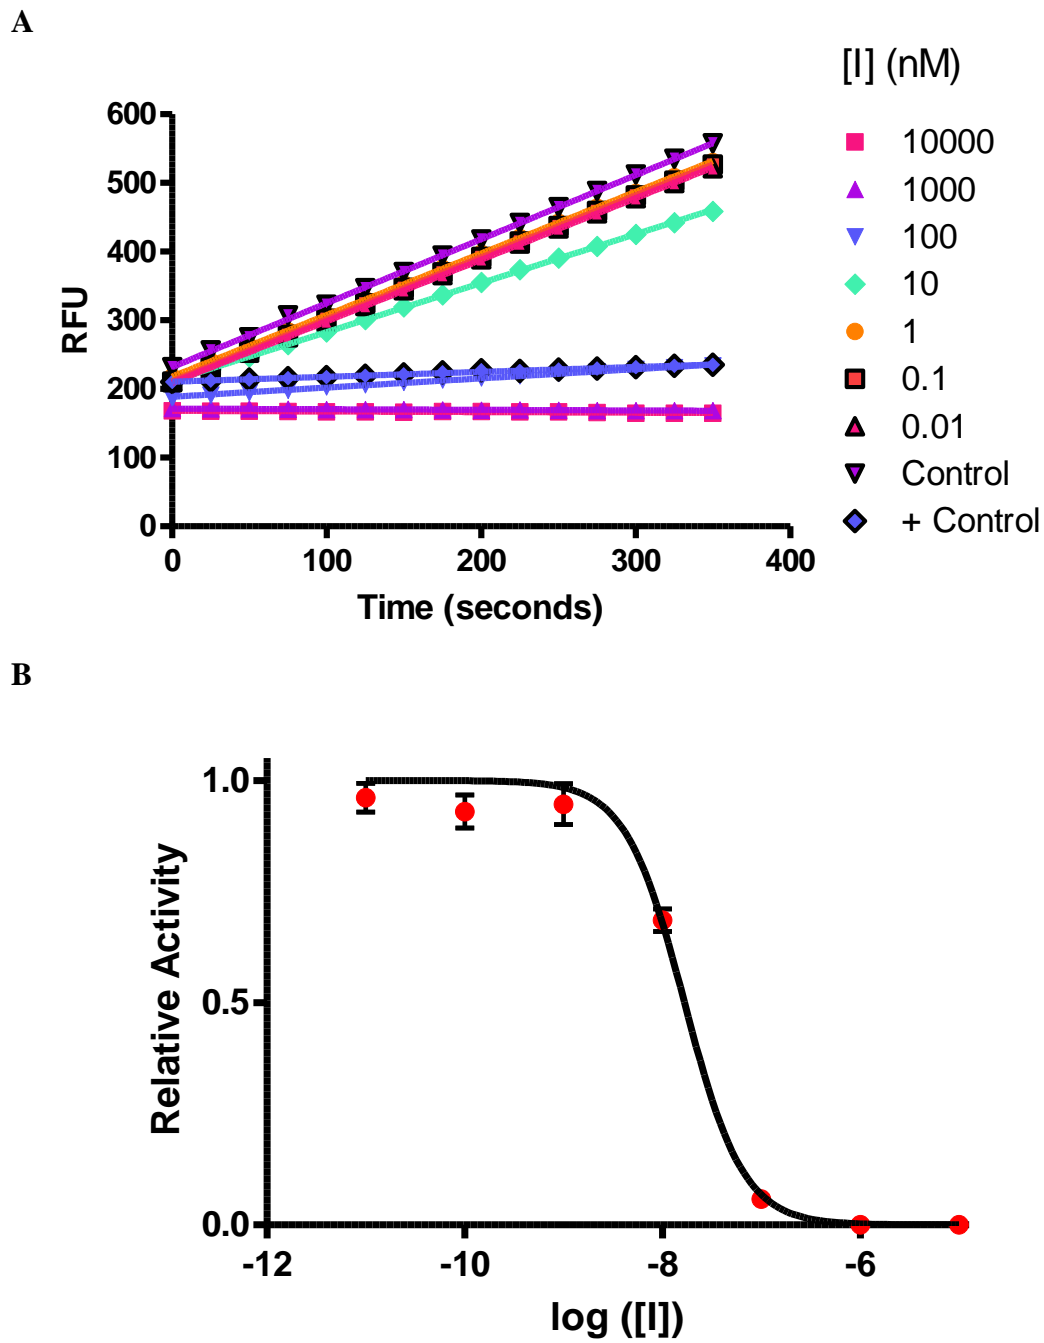 A
[I] (nM)
600
500
400
300
200
100
0
RFU
0 100 200 300 400
Time (seconds)
10000
1000
100
10
1
0.1
0.01
Control
+ Control
B
1.0
0.5
0.0
Relative Activity
-12 -10 -8 -6
log ([I])